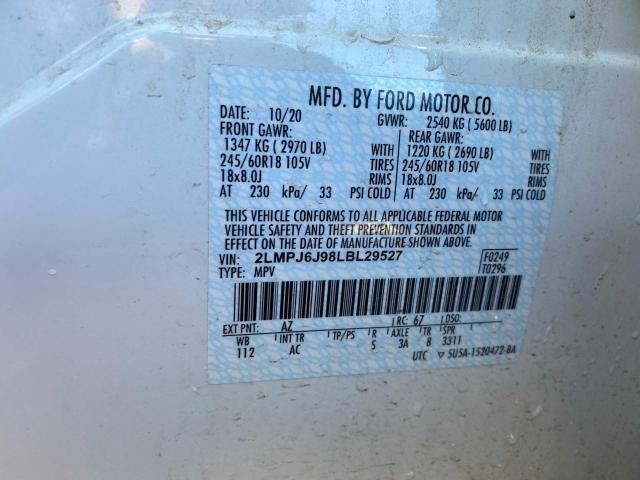 MFD. BY FORD MOTOR CO.
DATE: 10/20 GVWR: 2540 KG ( 5600 LB)
FRONT GAWR: REAR GAWR:
1347 KG ( 2970 LB) WITH 1220 KG ( 2690 LB) WITH
245/60R18 105V TIRES 245/60R18 105V TIRES
18x8.0J RIMS 18x8.0J RIMS
AT 230 kPa/ 33 PSI COLD AT 230 kPa/ 33 PSI COLD
THIS VEHICLE CONFORMS TO ALL APPLICABLE FEDERAL MOTOR
VEHICLE SAFETY AND THEFT PREVENTION STANDARDS IN
EFFECT ON THE DATE OF MANUFACTURE SHOWN ABOVE.
VIN: 2LMPJ6J98LBL29527 F0249
TYPE: MPV T0296
EXT PNT: AZ RC: 67 DSO:
WB INT TR TP/PS R AXLE TR SPR
112 AC S 3A 8 3311
UTC ▽ 5U5A-1520472-BA